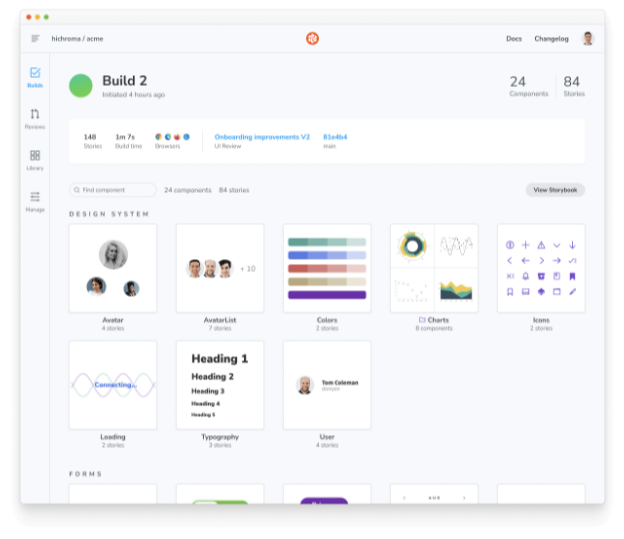 hichroma / acme
Docs
Changelog
Builds
Reviews
Library
Manage
Build 2
Initiated 4 hours ago
24
Components
84
Stories
148
Stories
1m 7s
Build time
Browsers
Onboarding improvements V2
UI Review
81e4b4
main
Find component
24 components
84 stories
View Storybook
DESIGN SYSTEM
Avatar
4 stories
+ 10
AvatarList
7 stories
Colors
2 stories
Charts
8 components
Icons
2 stories
Connecting...
Loading
2 stories
Heading 1
Heading 2
Heading 3
Heading 4
Heading 5
Typography
3 stories
Tom Coleman
User
4 stories
FORMS